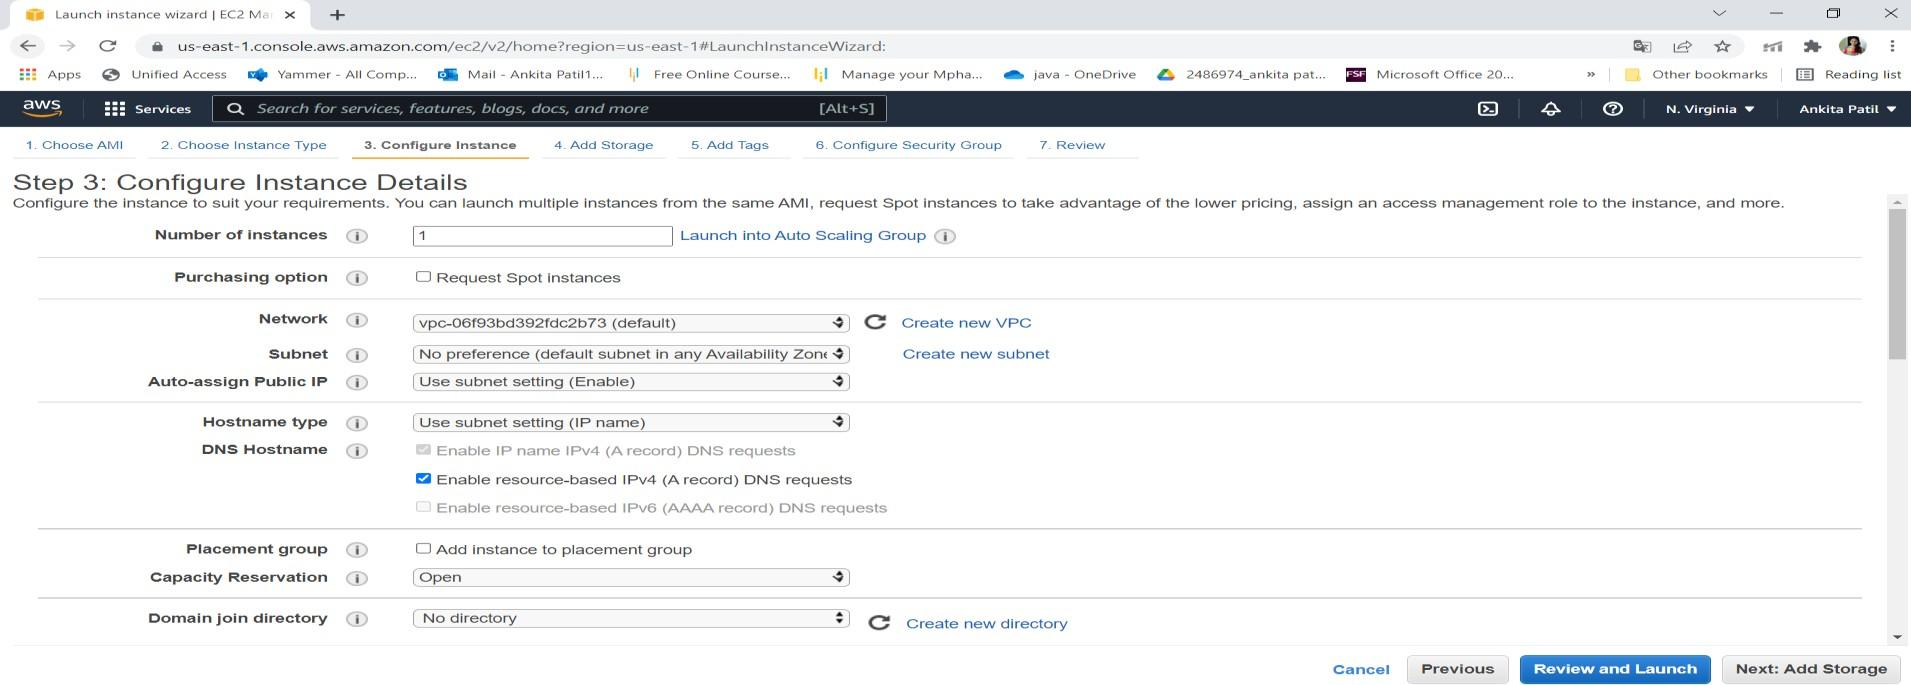 Launch instance wizard | EC2 Ma
us-east-1.console.aws.amazon.com/ec2/v2/home?region=us-east-1#LaunchInstanceWizard:
Apps Unified Access Yammer - All Comp... Mail - Ankita Patil1... Free Online Course... Manage your Mpha... java - OneDrive 2486974_ankita pat... FSF Microsoft Office 20... » Other bookmarks Reading list
aws Services Search for services, features, blogs, docs, and more [Alt+S] N. Virginia Ankita Patil
1. Choose AMI 2. Choose Instance Type 3. Configure Instance 4. Add Storage 5. Add Tags 6. Configure Security Group 7. Review
Step 3: Configure Instance Details
Configure the instance to suit your requirements. You can launch multiple instances from the same AMI, request Spot instances to take advantage of the lower pricing, assign an access management role to the instance, and more.
Number of instances 1 Launch into Auto Scaling Group
Purchasing option Request Spot instances
Network vpc-06f93bd392fdc2b73 (default) Create new VPC
Subnet No preference (default subnet in any Availability Zone Create new subnet
Auto-assign Public IP Use subnet setting (Enable)
Hostname type Use subnet setting (IP name)
DNS Hostname Enable IP name IPv4 (A record) DNS requests
Enable resource-based IPv4 (A record) DNS requests
Enable resource-based IPv6 (AAAA record) DNS requests
Placement group Add instance to placement group
Capacity Reservation Open
Domain join directory No directory Create new directory
Cancel Previous Review and Launch Next: Add Storage